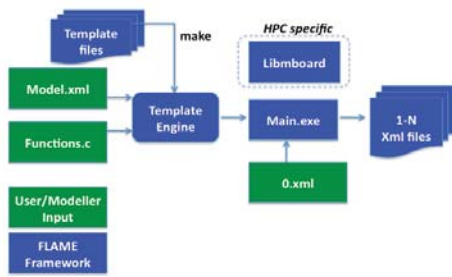 HPC specific
Template
files
make
Libmboard
Model.xml
Template
Engine
Main.exe
1-N
Xml files
Functions.c
0.xml
User/Modeller
Input
FLAME
Framework